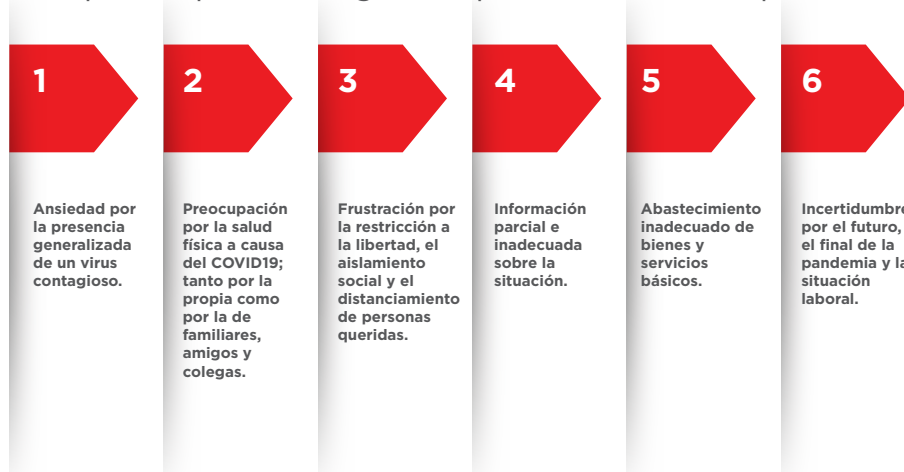 1
Ansiedad por
la presencia
generalizada
de un virus
contagioso.
2
Preocupación
por la salud
física a causa
del COVID19;
tanto por la
propia como
por la de
familiares,
amigos y
colegas.
3
Frustración por
la restricción a
la libertad, el
aislamiento
social y el
distanciamiento
de personas
queridas.
4
Información
parcial e
inadecuada
sobre la
situación.
5
Abastecimiento
inadecuado de
bienes y
servicios
básicos.
6
Incertidumbre
por el futuro,
el final de la
pandemia y la
situación
laboral.